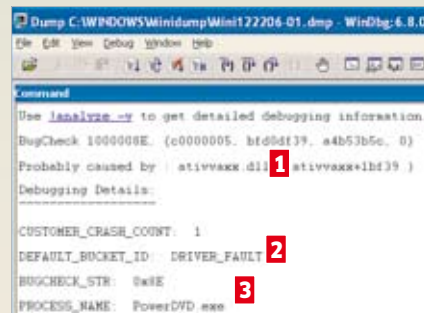 Dump C:\WINDOWS\Minidump\Mini122206-01.dmp - WinDbg:6.8.0
File Edit View Debug Window Help
Command
Use !analyze -v to get detailed debugging information
BugCheck 1000008E, {c0000005, bfd0df39, a4b53b5c, 0}
Probably caused by : ativvaxx.dll 1 ativvaxx+1bf39 )
Debugging Details:
CUSTOMER_CRASH_COUNT: 1
DEFAULT_BUCKET_ID: DRIVER_FAULT 2
BUGCHECK_STR: 0x8E
3
PROCESS_NAME: PowerDVD.exe